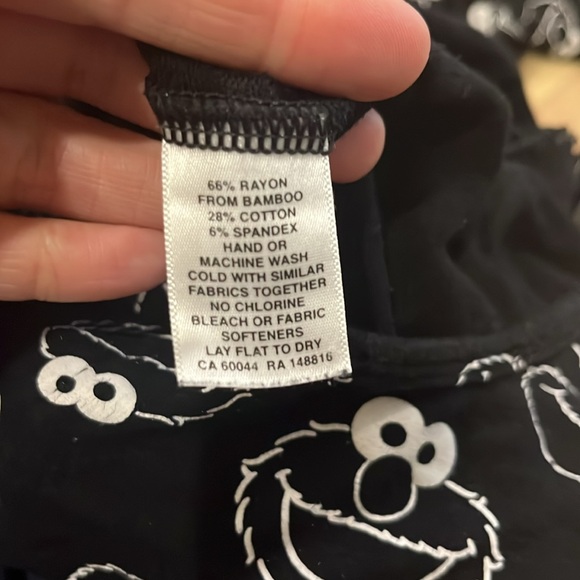 66% RAYON
FROM BAMBOO
28% COTTON
6% SPANDEX
HAND OR
MACHINE WASH
COLD WITH SIMILAR
FABRICS TOGETHER
NO CHLORINE
BLEACH OR FABRIC
SOFTENERS
LAY FLAT TO DRY
CA 60044 RA 148816